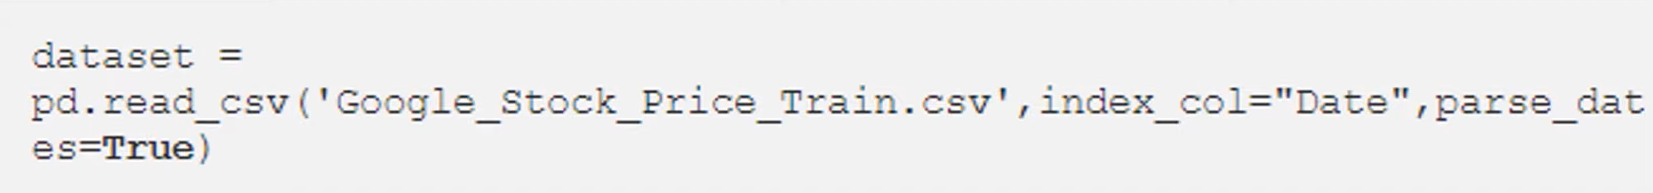 dataset =
pd.read_csv('Google_Stock_Price_Train.csv',index_col="Date",parse_dat
es=True)